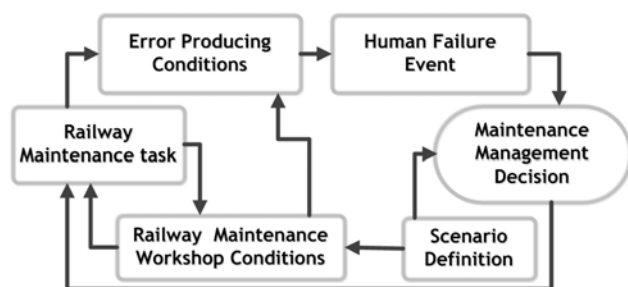 Error Producing
Conditions
Human Failure
Event
Railway
Maintenance task
Maintenance
Management
Decision
Railway Maintenance
Workshop Conditions
Scenario
Definition